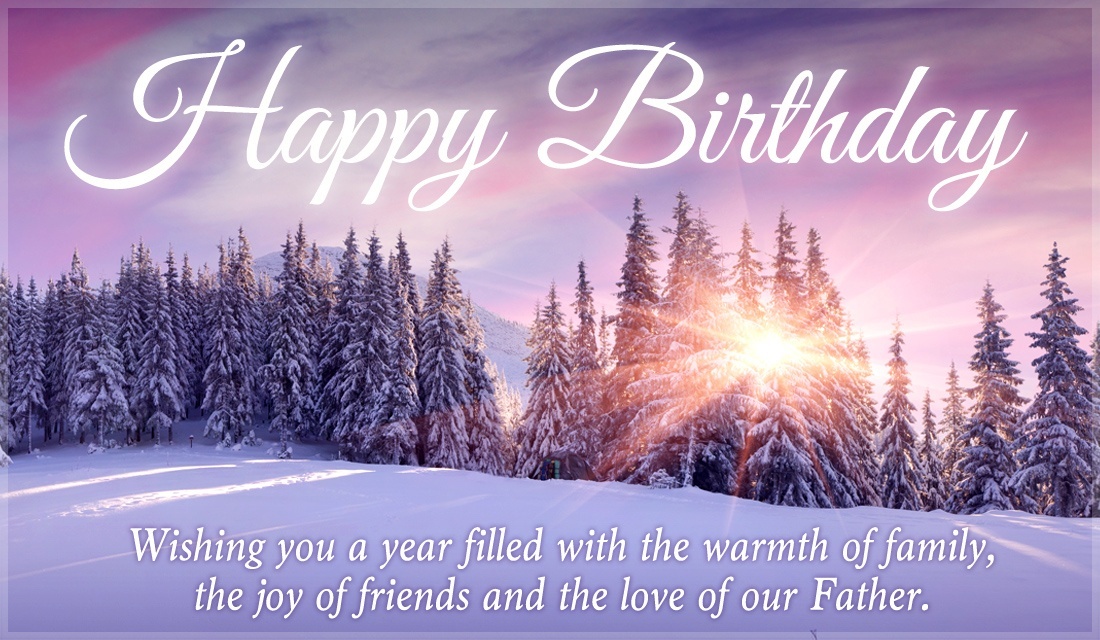 Happy Birthday
Wishing you a year filled with the warmth of family,
the joy of friends and the love of our Father.